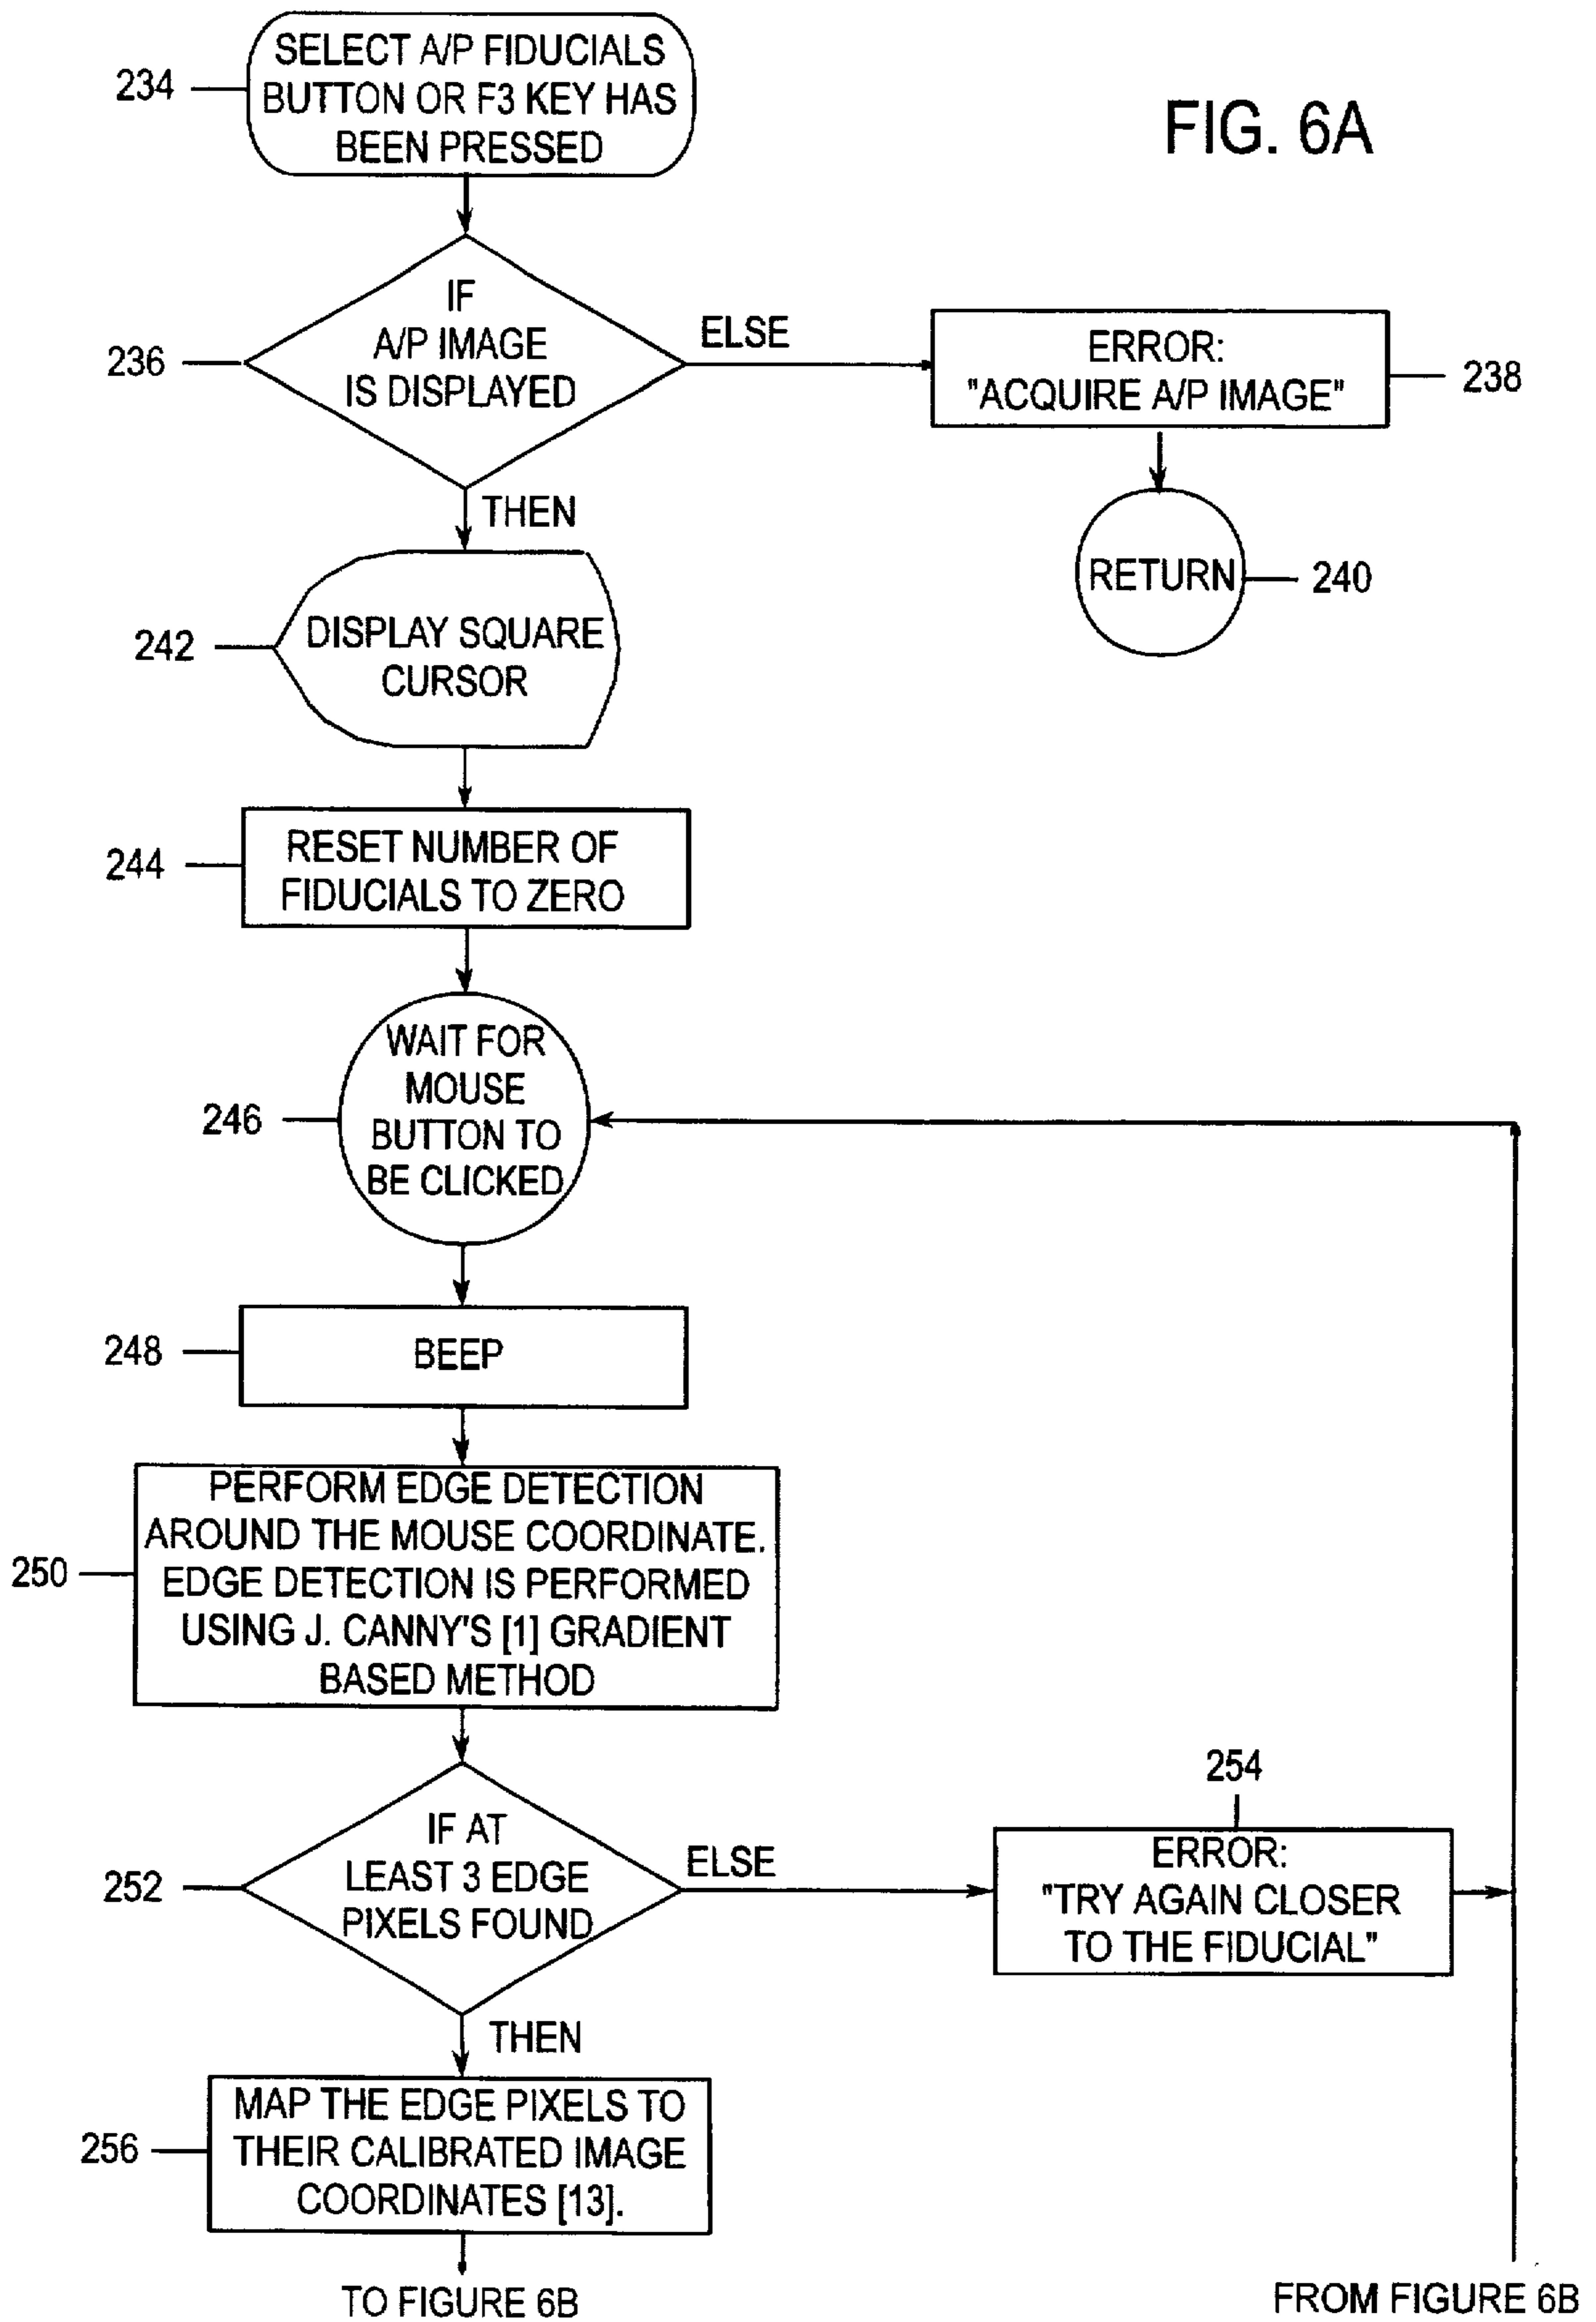 FIG. 6A
234
SELECT A/P FIDUCIALS
BUTTON OR F3 KEY HAS
BEEN PRESSED
236
IF
A/P IMAGE
IS DISPLAYED
ELSE
ERROR:
"ACQUIRE A/P IMAGE"
238
RETURN
240
THEN
242
DISPLAY SQUARE
CURSOR
244
RESET NUMBER OF
FIDUCIALS TO ZERO
246
WAIT FOR
MOUSE
BUTTON TO
BE CLICKED
248
BEEP
250
PERFORM EDGE DETECTION
AROUND THE MOUSE COORDINATE.
EDGE DETECTION IS PERFORMED
USING J. CANNY'S [1] GRADIENT
BASED METHOD
252
IF AT
LEAST 3 EDGE
PIXELS FOUND
ELSE
254
ERROR:
"TRY AGAIN CLOSER
TO THE FIDUCIAL"
THEN
256
MAP THE EDGE PIXELS TO
THEIR CALIBRATED IMAGE
COORDINATES [13].
TO FIGURE 6B
FROM FIGURE 6B